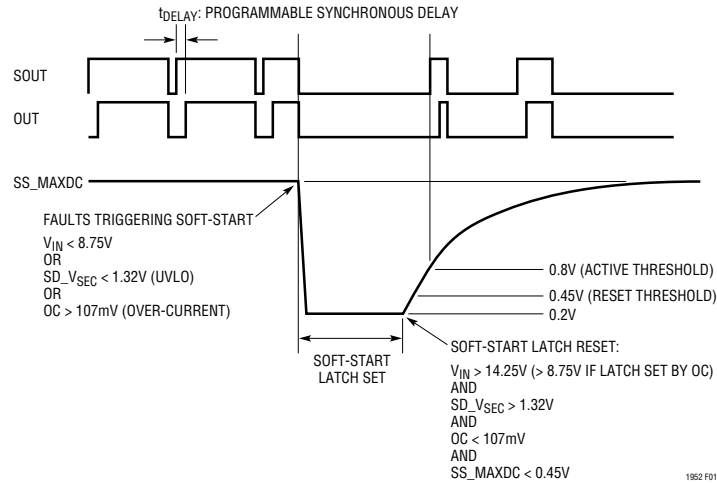 tDELAY: PROGRAMMABLE SYNCHRONOUS DELAY
SOUT
OUT
SS_MAXDC
FAULTS TRIGGERING SOFT-START
VIN < 8.75V
OR
SD_VSEC < 1.32V (UVLO)
OR
OC > 107mV (OVER-CURRENT)
0.8V (ACTIVE THRESHOLD)
0.45V (RESET THRESHOLD)
0.2V
SOFT-START
LATCH SET
SOFT-START LATCH RESET:
VIN > 14.25V (> 8.75V IF LATCH SET BY OC)
AND
SD_VSEC > 1.32V
AND
OC < 107mV
AND
SS_MAXDC < 0.45V
1952 F01